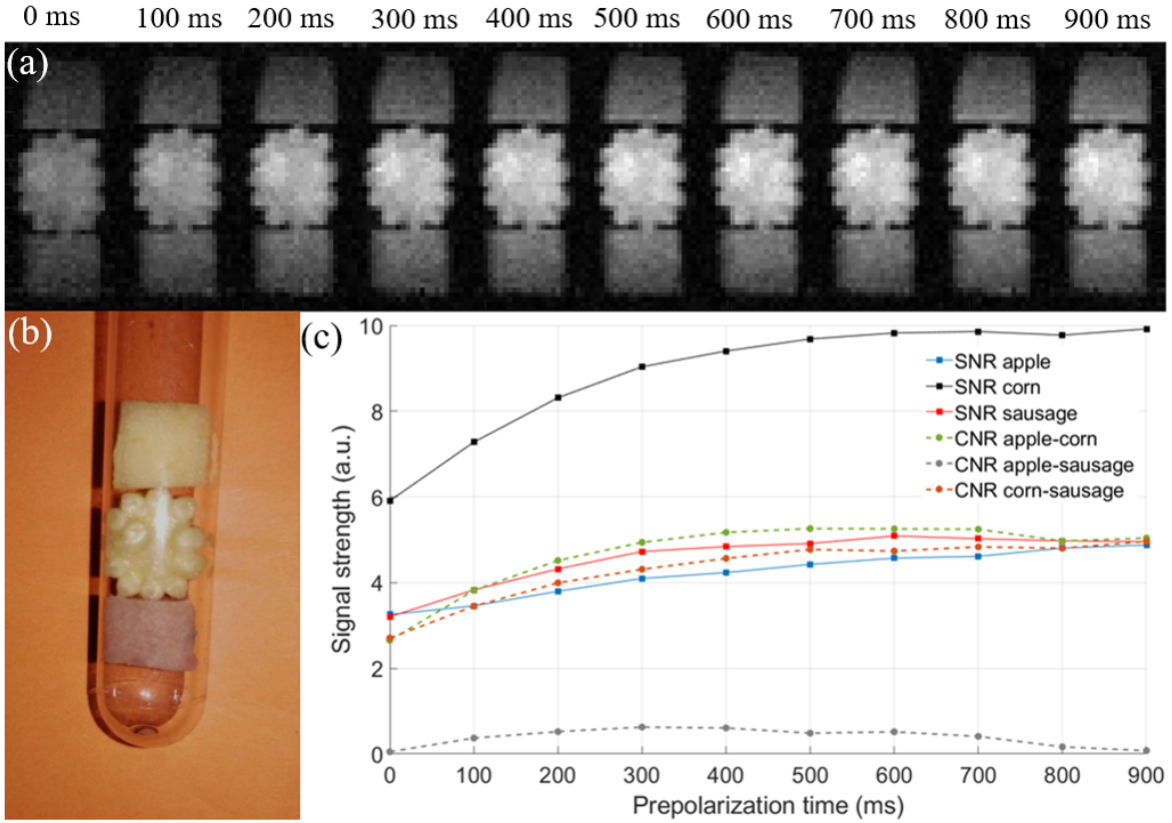 0 ms 100 ms 200 ms 300 ms 400 ms 500 ms 600 ms 700 ms 800 ms 900 ms
(a)
(b)
(c)
10
8
6
4
2
0
Signal strength (a.u.)
SNR apple
SNR corn
SNR sausage
CNR apple-corn
CNR apple-sausage
CNR corn-sausage
0 100 200 300 400 500 600 700 800 900
Prepolarization time (ms)